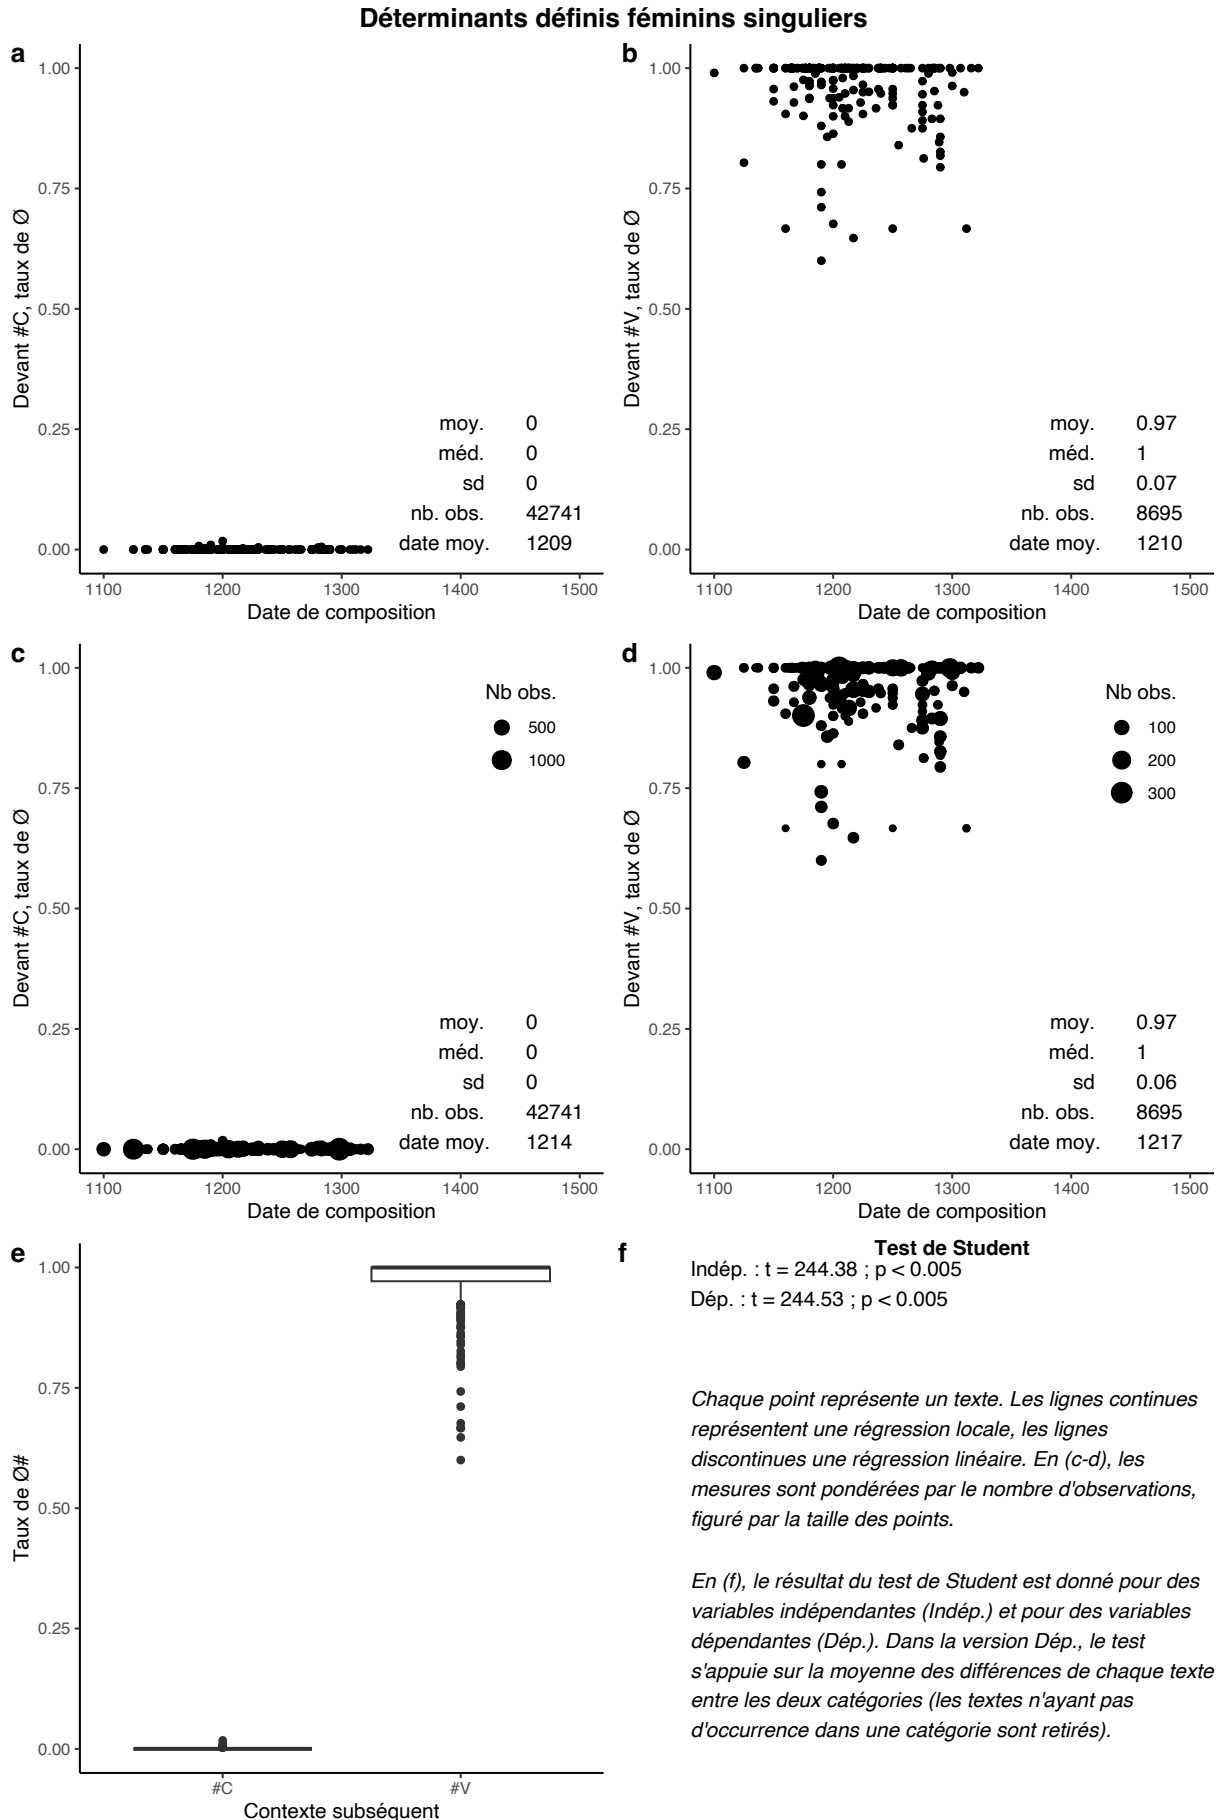 Déterminants définis féminins singuliers
a
1.00
0.75
0.50
0.25
0.00
Devant #C, taux de Ø
moy. 0
méd. 0
sd 0
nb. obs. 42741
date moy. 1209
1100 1200 1300 1400 1500
Date de composition
b
1.00
0.75
0.50
0.25
0.00
Devant #V, taux de Ø
moy. 0.97
méd. 1
sd 0.07
nb. obs. 8695
date moy. 1210
1100 1200 1300 1400 1500
Date de composition
c
1.00
0.75
0.50
0.25
0.00
Devant #C, taux de Ø
Nb obs.
500
1000
moy. 0
méd. 0
sd 0
nb. obs. 42741
date moy. 1214
1100 1200 1300 1400 1500
Date de composition
d
1.00
0.75
0.50
0.25
0.00
Devant #V, taux de Ø
Nb obs.
100
200
300
moy. 0.97
méd. 1
sd 0.06
nb. obs. 8695
date moy. 1217
1100 1200 1300 1400 1500
Date de composition
e
1.00
0.75
0.50
0.25
0.00
Taux de Ø#
#C #V
Contexte subséquent
f
Test de Student
Indép. : t = 244.38 ; p < 0.005
Dép. : t = 244.53 ; p < 0.005
Chaque point représente un texte. Les lignes continues
représentent une régression locale, les lignes
discontinues une régression linéaire. En (c-d), les
mesures sont pondérées par le nombre d'observations,
figuré par la taille des points.
En (f), le résultat du test de Student est donné pour des
variables indépendantes (Indép.) et pour des variables
dépendantes (Dép.). Dans la version Dép., le test
s'appuie sur la moyenne des différences de chaque texte
entre les deux catégories (les textes n'ayant pas
d'occurrence dans une catégorie sont retirés).